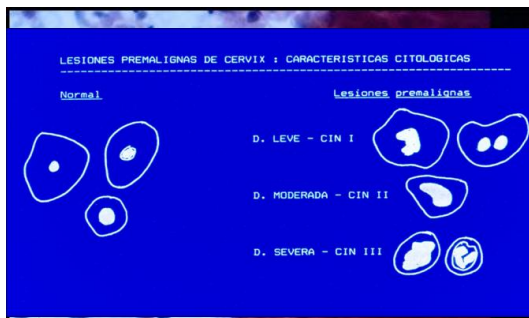 LESIONES PREMALIGNAS DE CERVIX : CARACTERISTICAS CITOLOGICAS
Normal
Lesiones premalignas
D. LEVE - CIN I
D. MODERADA - CIN II
D. SEVERA - CIN III